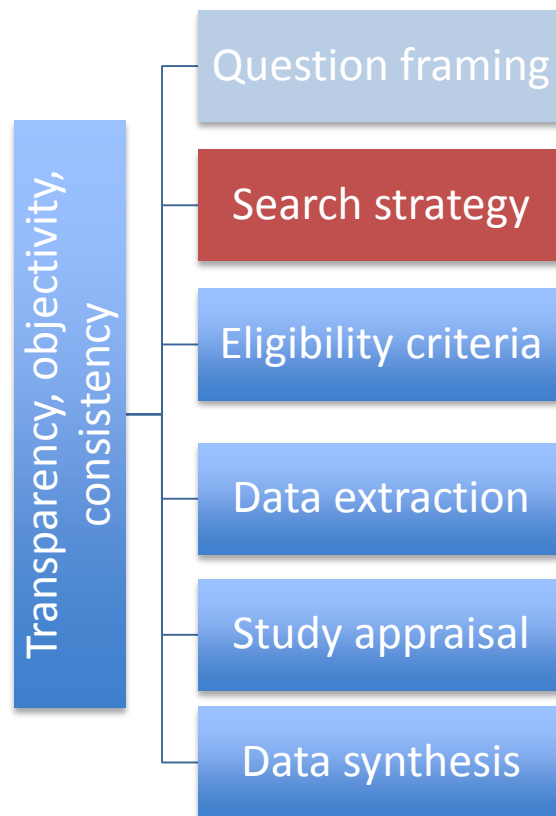 Transparency, objectivity,
consistency
Question framing
Search strategy
Eligibility criteria
Data extraction
Study appraisal
Data synthesis